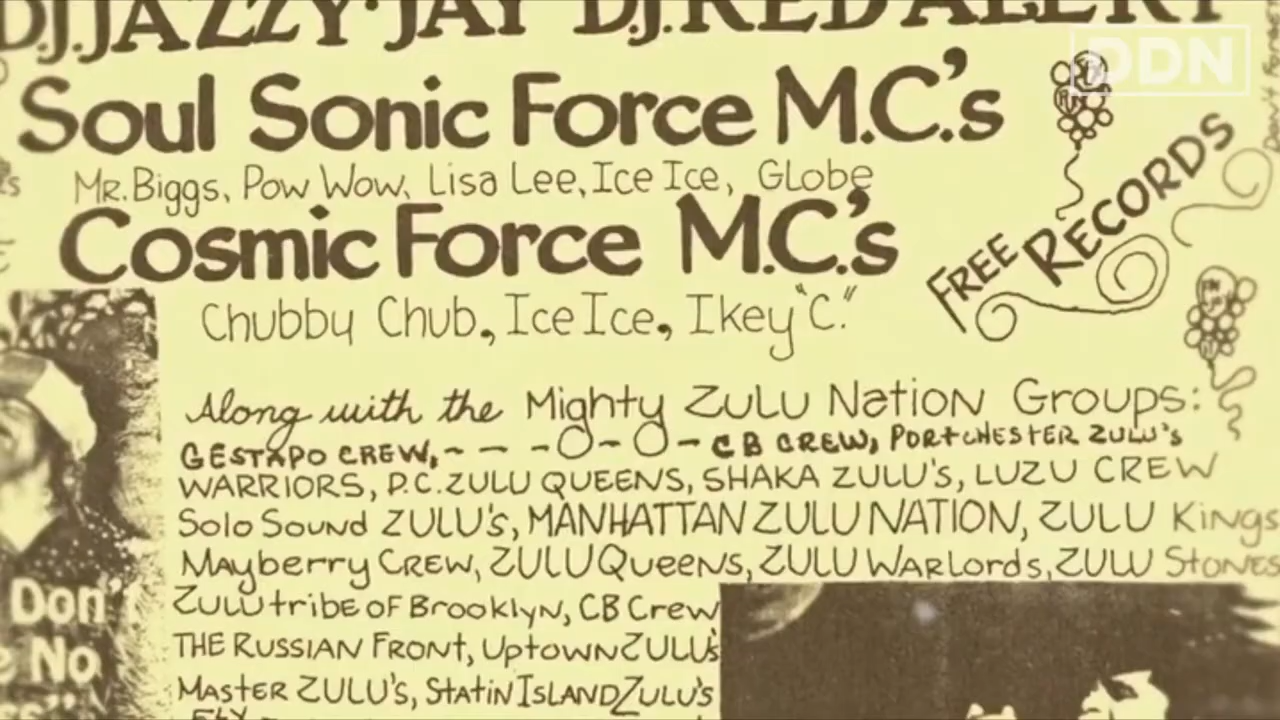 D.J. JAZZY JAY D.J. RED ALERT
DDN
Soul Sonic Force M.C.'s
Mr. Biggs, Pow Wow, Lisa Lee, Ice Ice, Globe
Cosmic Force M.C.'s
FREE RECORDS
Chubby Chub, Ice Ice, Ikey "C."
Along with the Mighty ZULU Nation Groups:
GESTAPO CREW, - - - - O - O - CB CREW, PORTCHESTER ZULU'S
WARRIORS, P.C. ZULU QUEENS, SHAKA ZULU'S, LUZU CREW
Solo Sound ZULU'S, MANHATTAN ZULU NATION, ZULU Kings
Mayberry CREW, ZULU Queens, ZULU Warlords, ZULU STONES
Zulu tribe of Brooklyn, CB Crew
THE RUSSIAN FRONT, Uptown ZULU'S
MASTER ZULU'S, STATIN ISLAND Zulu's
Don't
No